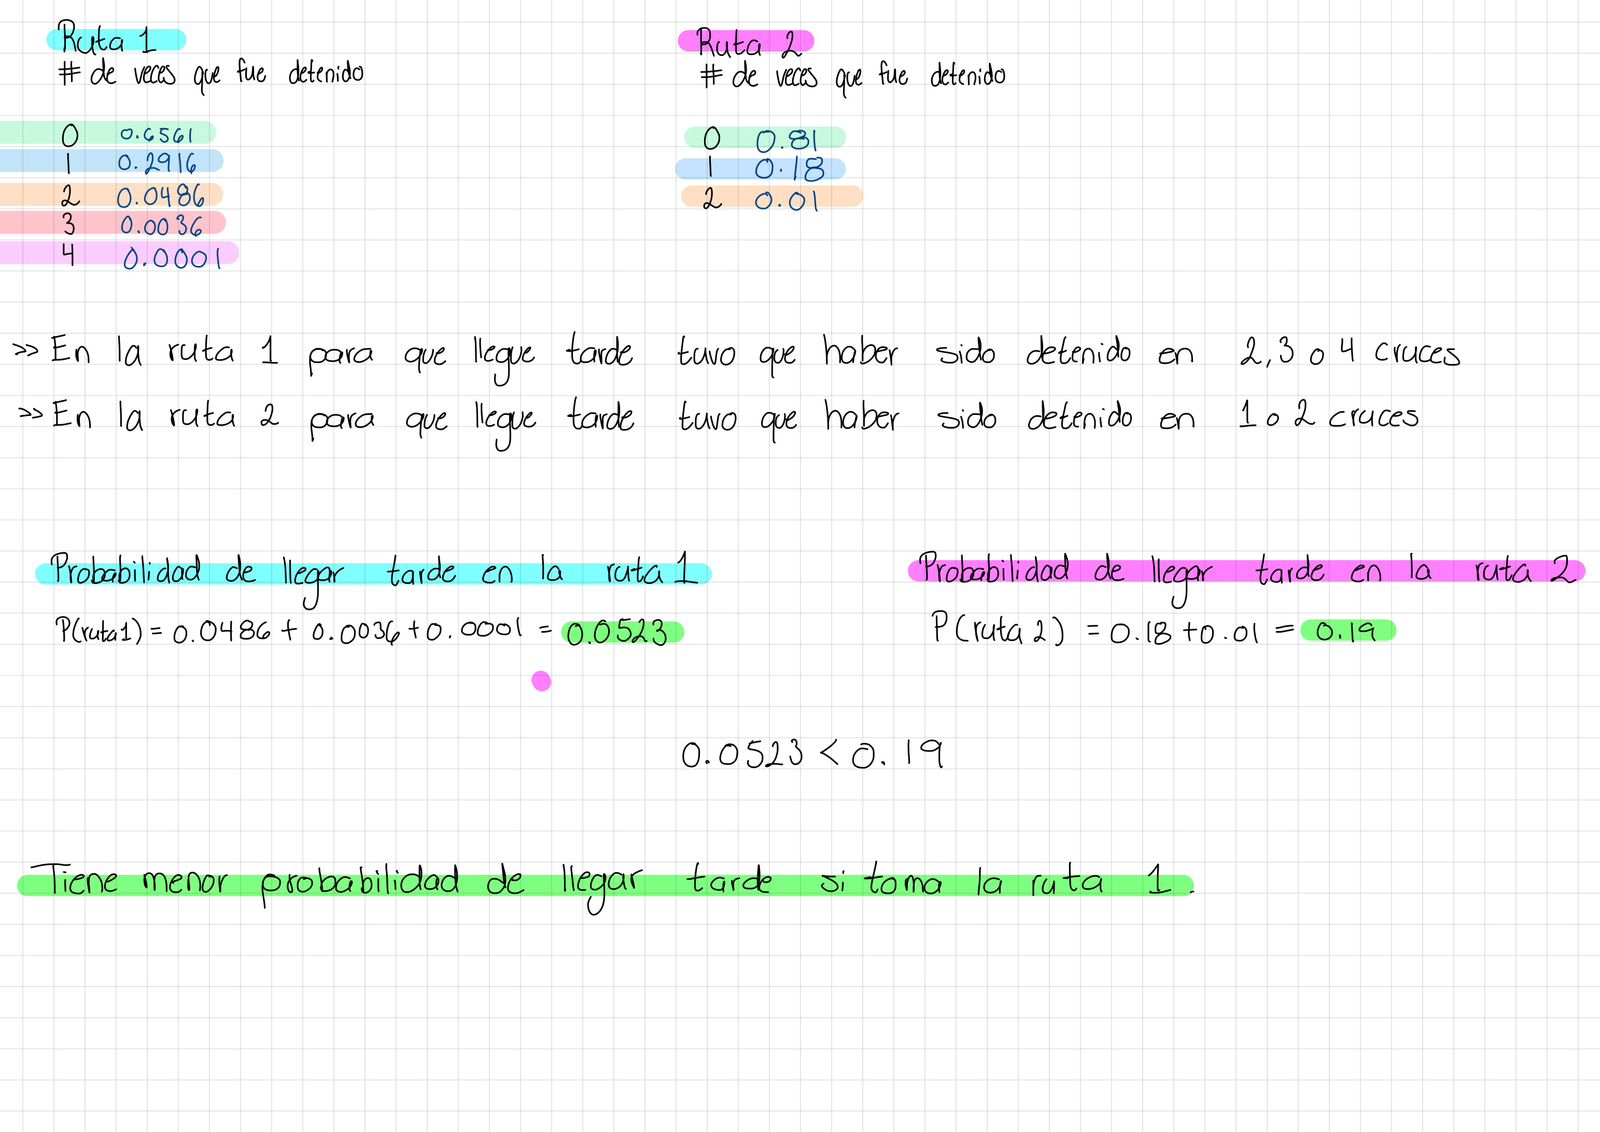 Ruta 1
# de veces que fue detenido
0 0.6561
1 0.2916
2 0.0486
3 0.0036
4 0.0001
Ruta 2
# de veces que fue detenido
0 0.81
1 0.18
2 0.01
>> En la ruta 1 para que llegue tarde tuvo que haber sido detenido en 2,3 o 4 cruces
>> En la ruta 2 para que llegue tarde tuvo que haber sido detenido en 1 o 2 cruces
Probabilidad de llegar tarde en la ruta 1
P(ruta1) = 0.0486 + 0.0036 + 0.0001 = 0.0523
Probabilidad de llegar tarde en la ruta 2
P(ruta 2) = 0.18 + 0.01 = 0.19
0.0523 < 0.19
Tiene menor probabilidad de llegar tarde si toma la ruta 1.